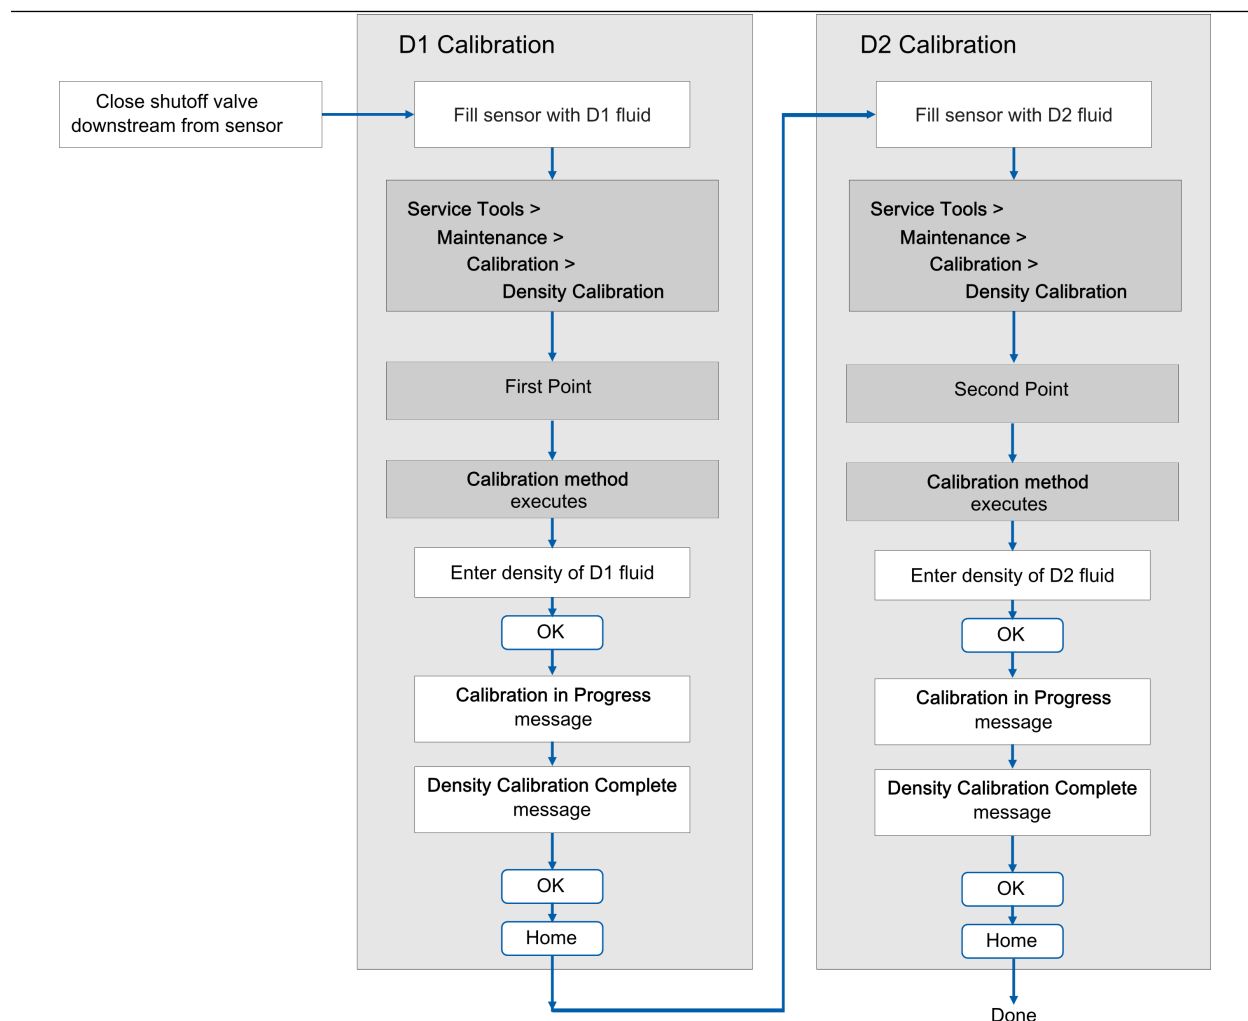 Close shutoff valve
downstream from sensor
D1 Calibration
Fill sensor with D1 fluid
Service Tools >
Maintenance >
Calibration >
Density Calibration
First Point
Calibration method
executes
Enter density of D1 fluid
OK
Calibration in Progress
message
Density Calibration Complete
message
OK
Home
D2 Calibration
Fill sensor with D2 fluid
Service Tools >
Maintenance >
Calibration >
Density Calibration
Second Point
Calibration method
executes
Enter density of D2 fluid
OK
Calibration in Progress
message
Density Calibration Complete
message
OK
Home
Done